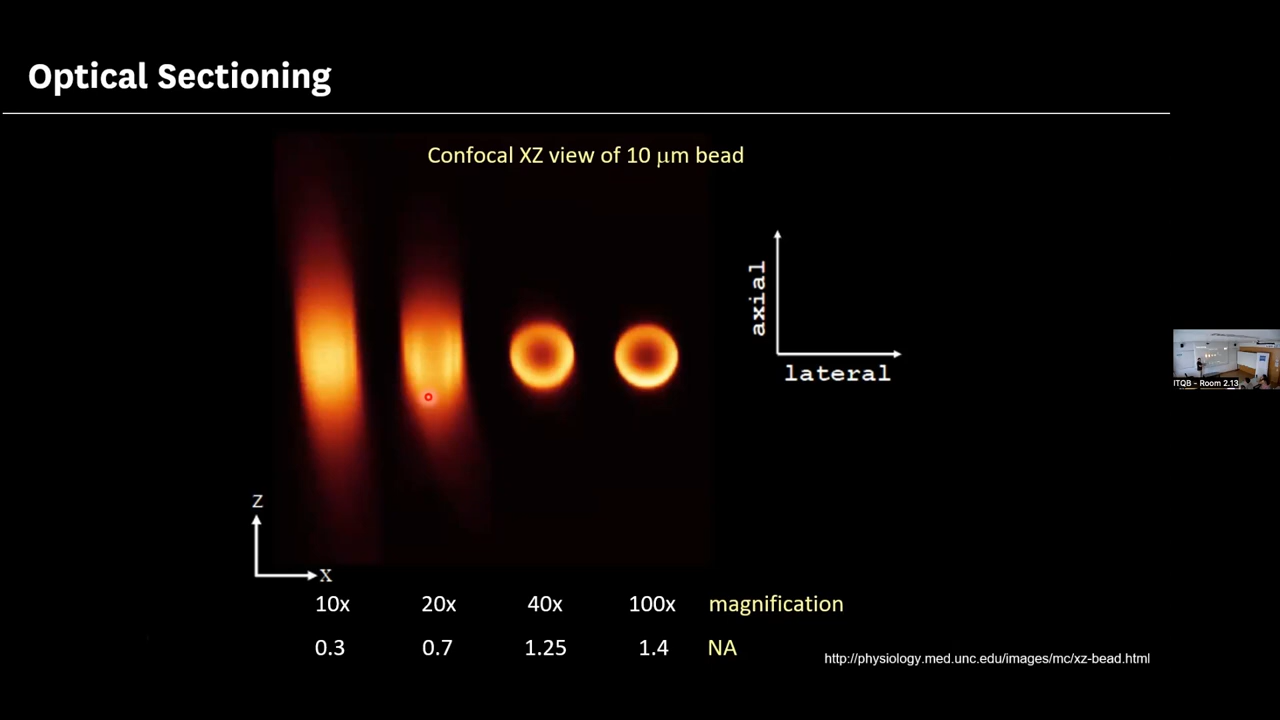 Optical Sectioning
Confocal XZ view of 10 μm bead
axial
lateral
Z
X
10x 20x 40x 100x magnification
0.3 0.7 1.25 1.4 NA
http://physiology.med.unc.edu/images/mc/xz-bead.html
ITQB - Room 2.13